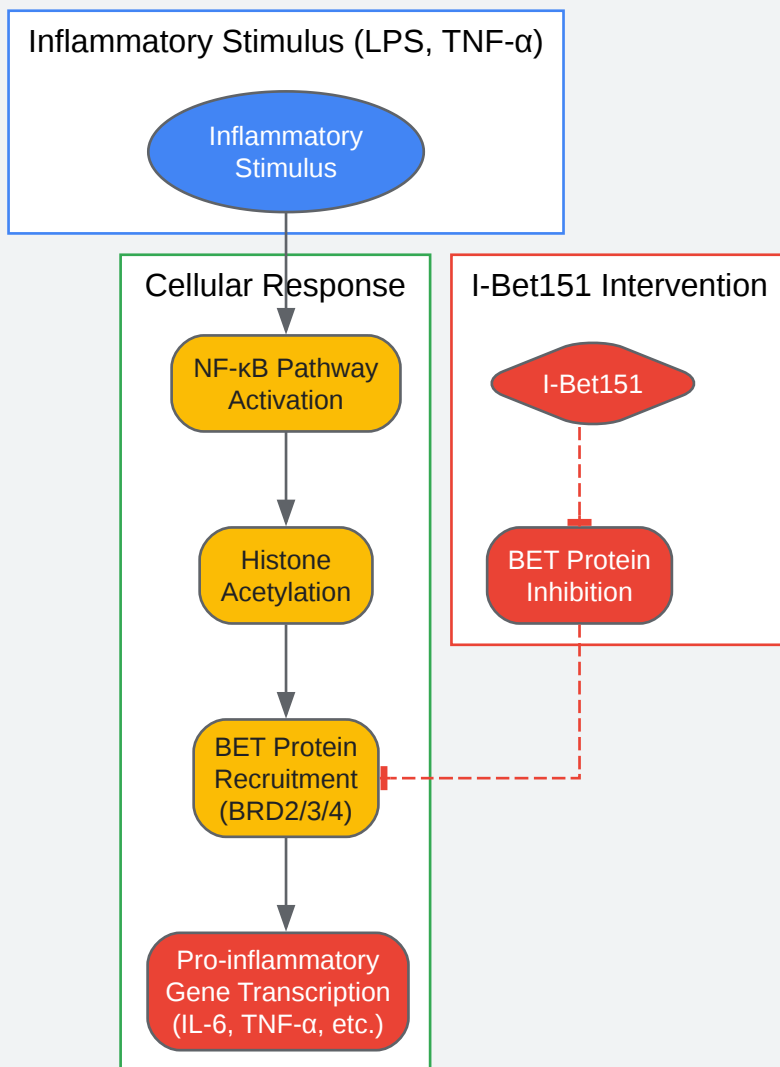 Inflammatory Stimulus (LPS, TNF-α)
Inflammatory
Stimulus
Cellular Response
NF-κB Pathway
Activation
Histone
Acetylation
BET Protein
Recruitment
(BRD2/3/4)
Pro-inflammatory
Gene Transcription
(IL-6, TNF-α, etc.)
I-Bet151 Intervention
I-Bet151
BET Protein
Inhibition